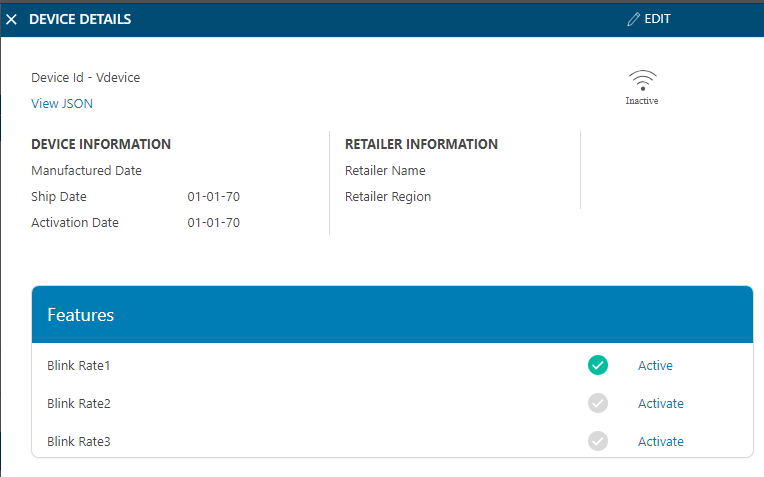 DEVICE DETAILS
EDIT
Device Id - Vdevice
View JSON
Inactive
DEVICE INFORMATION
Manufactured Date
Ship Date 01-01-70
Activation Date 01-01-70
RETAILER INFORMATION
Retailer Name
Retailer Region
Features
Blink Rate1 Active
Blink Rate2 Activate
Blink Rate3 Activate